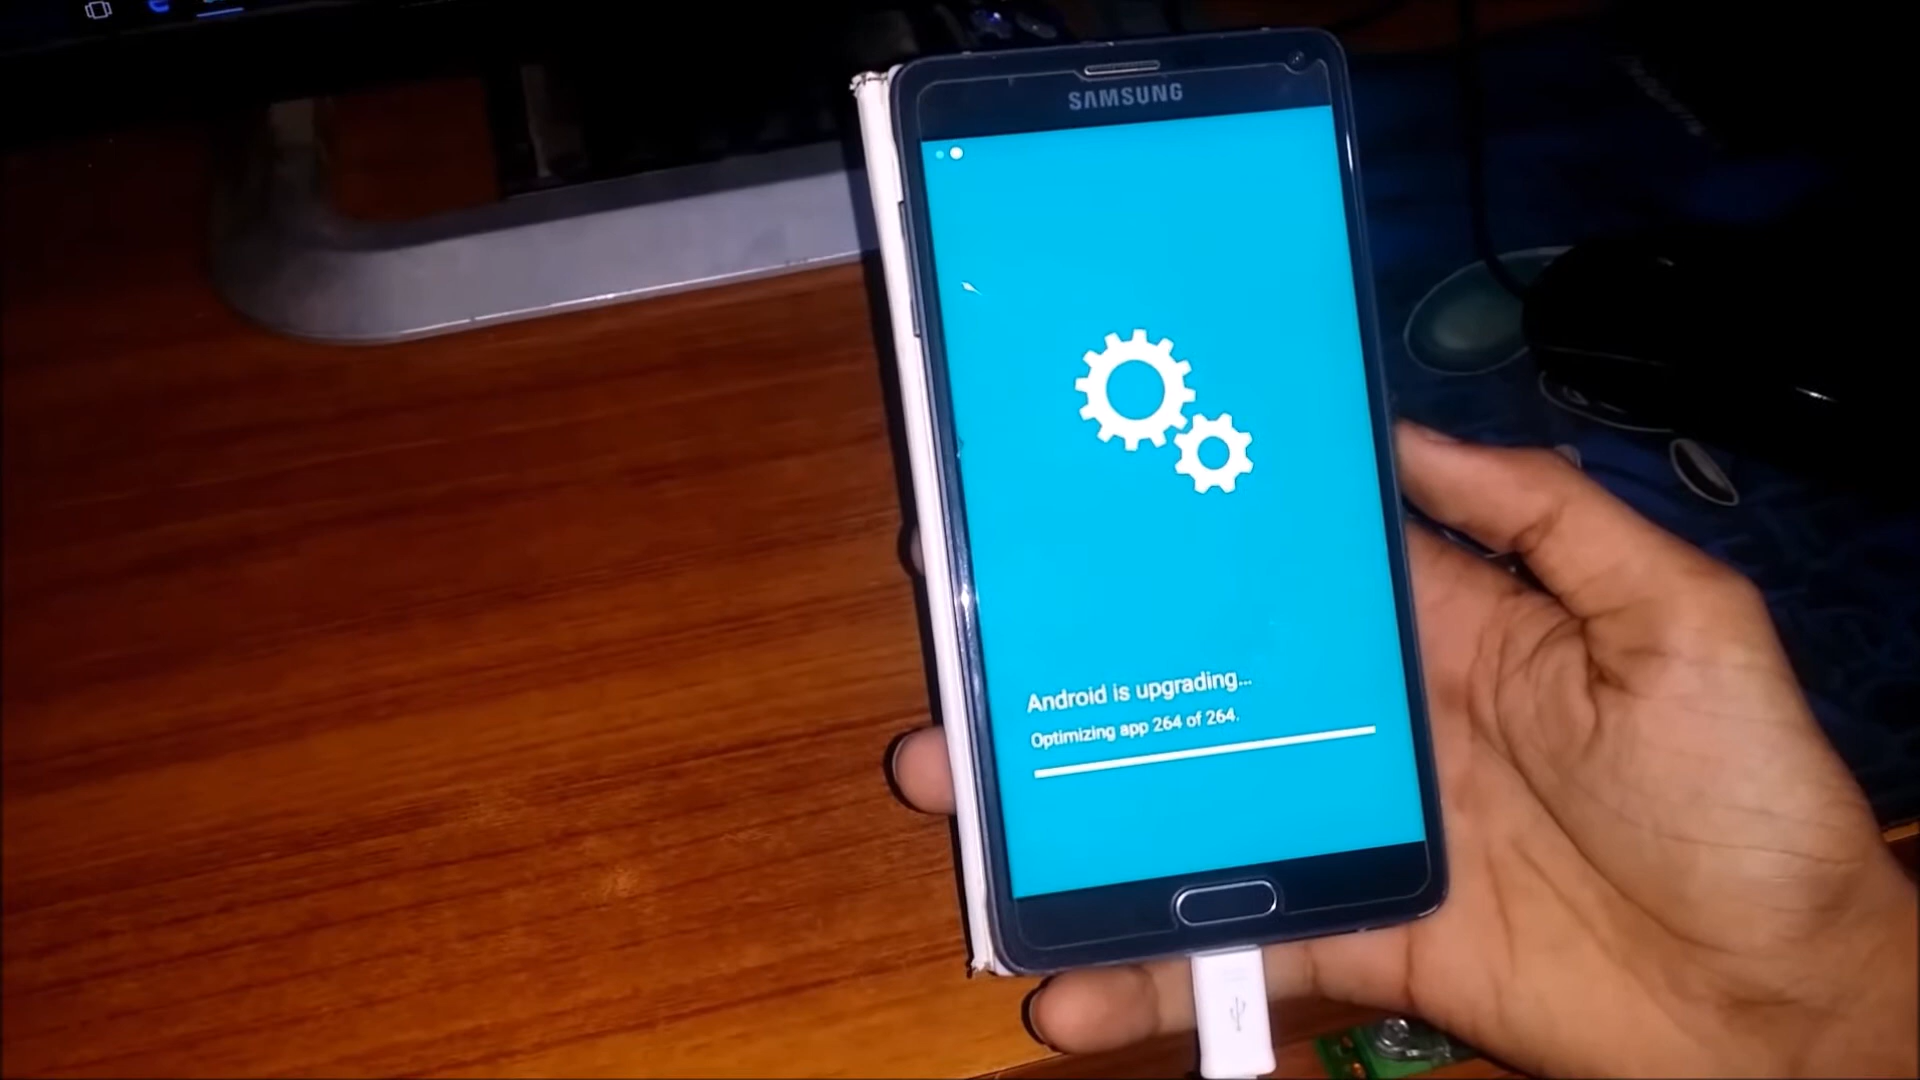 SAMSUNG
Android is upgrading...
Optimizing app 264 of 264.